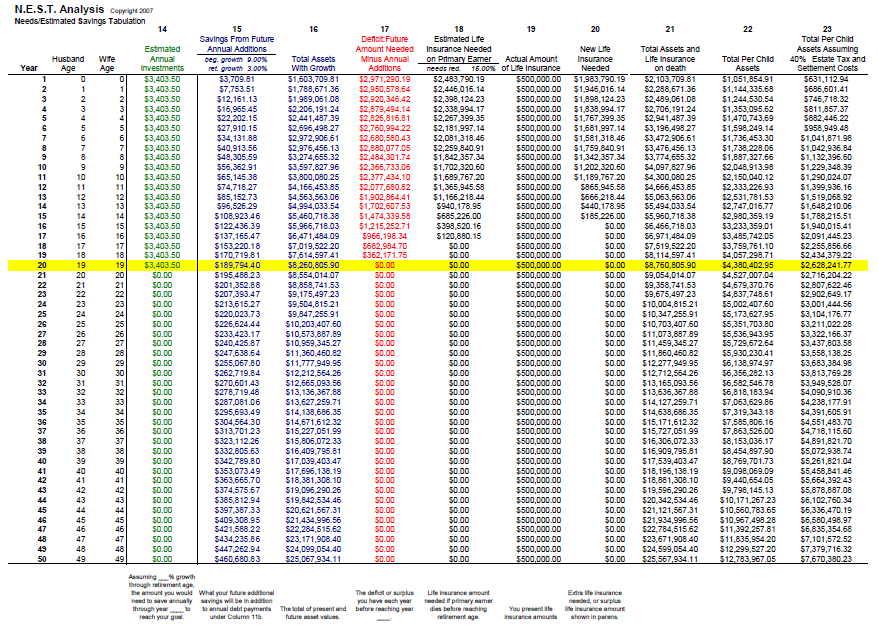 N.E.S.T. Analysis Copyright 2007
Needs/Estimated Savings Tabulation
14 15 16 17 18 19 20 21 22 23
Savings From Future Deficit:Future Estimated Life Total Per Child
Estimated Annual Additions Amount Needed Insurance Needed New Life Total Assets and Assets Assuming
Husband Wife Annual beg. growth 9.00% Total Assets Minus Annual on Primary Earner Actual Amount Insurance Life Insurance Total Per Child 40% Estate Tax and
Year Age Age Investments ret. growth 3.00% With Growth Additions needs red. 15.00% of Life Insurance Needed on death Assets Settlement Costs
1 0 0 $3,403.50 $3,709.81 $1,603,709.81 $2,971,290.19 $2,483,790.19 $500,000.00 $1,983,790.19 $2,103,709.81 $1,051,854.91 $631,112.94
2 1 1 $3,403.50 $7,753.51 $1,788,671.36 $2,950,578.64 $2,446,016.14 $500,000.00 $1,946,016.14 $2,288,671.36 $1,144,335.68 $686,601.41
3 2 2 $3,403.50 $12,161.13 $1,989,061.08 $2,920,346.42 $2,398,124.23 $500,000.00 $1,898,124.23 $2,489,061.08 $1,244,530.54 $746,718.32
4 3 3 $3,403.50 $16,965.45 $2,206,191.24 $2,879,494.14 $2,338,994.17 $500,000.00 $1,838,994.17 $2,706,191.24 $1,353,095.62 $811,857.37
5 4 4 $3,403.50 $22,202.15 $2,441,487.39 $2,826,816.81 $2,267,399.35 $500,000.00 $1,767,399.35 $2,941,487.39 $1,470,743.69 $882,446.22
6 5 5 $3,403.50 $27,910.15 $2,696,498.27 $2,760,994.22 $2,181,997.14 $500,000.00 $1,681,997.14 $3,196,498.27 $1,598,249.14 $958,949.48
7 6 6 $3,403.50 $34,131.88 $2,972,906.61 $2,680,580.43 $2,081,318.46 $500,000.00 $1,581,318.46 $3,472,906.61 $1,736,453.30 $1,041,871.98
8 7 7 $3,403.50 $40,913.56 $2,976,456.13 $2,880,077.05 $2,259,840.91 $500,000.00 $1,759,840.91 $3,476,456.13 $1,738,228.06 $1,042,936.84
9 8 8 $3,403.50 $48,305.59 $3,274,655.32 $2,484,301.74 $1,842,357.34 $500,000.00 $1,342,357.34 $3,774,655.32 $1,887,327.66 $1,132,396.60
10 9 9 $3,403.50 $56,362.91 $3,597,827.96 $2,366,733.06 $1,702,320.60 $500,000.00 $1,202,320.60 $4,097,827.96 $2,048,913.98 $1,229,348.39
11 10 10 $3,403.50 $65,145.38 $3,800,080.25 $2,377,434.10 $1,689,767.20 $500,000.00 $1,189,767.20 $4,300,080.25 $2,150,040.12 $1,290,024.07
12 11 11 $3,403.50 $74,718.27 $4,166,453.85 $2,077,680.82 $1,365,945.58 $500,000.00 $865,945.58 $4,666,453.85 $2,333,226.93 $1,399,936.16
13 12 12 $3,403.50 $85,152.73 $4,563,563.06 $1,902,864.41 $1,166,218.44 $500,000.00 $666,218.44 $5,063,563.06 $2,531,781.53 $1,519,068.92
14 13 13 $3,403.50 $96,526.29 $4,994,033.54 $1,702,607.53 $940,178.95 $500,000.00 $440,178.95 $5,494,033.54 $2,747,016.77 $1,648,210.06
15 14 14 $3,403.50 $108,923.46 $5,460,718.38 $1,474,339.58 $685,226.00 $500,000.00 $185,226.00 $5,960,718.38 $2,980,359.19 $1,788,215.51
16 15 15 $3,403.50 $122,436.39 $5,966,718.03 $1,215,252.71 $398,520.16 $500,000.00 $0.00 $6,466,718.03 $3,233,359.01 $1,940,015.41
17 16 16 $3,403.50 $137,165.47 $6,471,484.09 $966,198.34 $120,880.15 $500,000.00 $0.00 $6,971,484.09 $3,485,742.05 $2,091,445.23
18 17 17 $3,403.50 $153,220.18 $7,019,522.20 $682,984.70 $0.00 $500,000.00 $0.00 $7,519,522.20 $3,759,761.10 $2,255,856.66
19 18 18 $3,403.50 $170,719.81 $7,614,597.41 $362,171.75 $0.00 $500,000.00 $0.00 $8,114,597.41 $4,057,298.71 $2,434,379.22
20 19 19 $3,403.50 $189,794.40 $8,260,805.90 $0.00 $0.00 $500,000.00 $0.00 $8,760,805.90 $4,380,402.95 $2,628,241.77
21 20 20 $0.00 $195,488.23 $8,554,014.07 $0.00 $0.00 $500,000.00 $0.00 $9,054,014.07 $4,527,007.04 $2,716,204.22
22 21 21 $0.00 $201,352.88 $8,858,741.53 $0.00 $0.00 $500,000.00 $0.00 $9,358,741.53 $4,679,370.76 $2,807,622.46
23 22 22 $0.00 $207,393.47 $9,175,497.23 $0.00 $0.00 $500,000.00 $0.00 $9,675,497.23 $4,837,748.61 $2,902,649.17
24 23 23 $0.00 $213,615.27 $9,504,815.21 $0.00 $0.00 $500,000.00 $0.00 $10,004,815.21 $5,002,407.60 $3,001,444.56
25 24 24 $0.00 $220,023.73 $9,847,255.91 $0.00 $0.00 $500,000.00 $0.00 $10,347,255.91 $5,173,627.95 $3,104,176.77
26 25 25 $0.00 $226,624.44 $10,203,407.60 $0.00 $0.00 $500,000.00 $0.00 $10,703,407.60 $5,351,703.80 $3,211,022.28
27 26 26 $0.00 $233,423.17 $10,573,887.89 $0.00 $0.00 $500,000.00 $0.00 $11,073,887.89 $5,536,943.95 $3,322,166.37
28 27 27 $0.00 $240,425.87 $10,959,345.27 $0.00 $0.00 $500,000.00 $0.00 $11,459,345.27 $5,729,672.64 $3,437,803.58
29 28 28 $0.00 $247,638.64 $11,360,460.82 $0.00 $0.00 $500,000.00 $0.00 $11,860,460.82 $5,930,230.41 $3,558,138.25
30 29 29 $0.00 $255,067.80 $11,777,949.95 $0.00 $0.00 $500,000.00 $0.00 $12,277,949.95 $6,138,974.97 $3,683,384.98
31 30 30 $0.00 $262,719.84 $12,212,564.26 $0.00 $0.00 $500,000.00 $0.00 $12,712,564.26 $6,356,282.13 $3,813,769.28
32 31 31 $0.00 $270,601.43 $12,665,093.56 $0.00 $0.00 $500,000.00 $0.00 $13,165,093.56 $6,582,546.78 $3,949,528.07
33 32 32 $0.00 $278,719.48 $13,136,367.88 $0.00 $0.00 $500,000.00 $0.00 $13,636,367.88 $6,818,183.94 $4,090,910.36
34 33 33 $0.00 $287,081.06 $13,627,259.71 $0.00 $0.00 $500,000.00 $0.00 $14,127,259.71 $7,063,629.86 $4,238,177.91
35 34 34 $0.00 $295,693.49 $14,138,686.35 $0.00 $0.00 $500,000.00 $0.00 $14,638,686.35 $7,319,343.18 $4,391,605.91
36 35 35 $0.00 $304,564.30 $14,671,612.32 $0.00 $0.00 $500,000.00 $0.00 $15,171,612.32 $7,585,806.16 $4,551,483.70
37 36 36 $0.00 $313,701.23 $15,227,051.99 $0.00 $0.00 $500,000.00 $0.00 $15,727,051.99 $7,863,526.00 $4,718,115.60
38 37 37 $0.00 $323,112.26 $15,806,072.33 $0.00 $0.00 $500,000.00 $0.00 $16,306,072.33 $8,153,036.17 $4,891,821.70
39 38 38 $0.00 $332,805.63 $16,409,795.81 $0.00 $0.00 $500,000.00 $0.00 $16,909,795.81 $8,454,897.90 $5,072,938.74
40 39 39 $0.00 $342,789.80 $17,039,403.47 $0.00 $0.00 $500,000.00 $0.00 $17,539,403.47 $8,769,701.73 $5,261,821.04
41 40 40 $0.00 $353,073.49 $17,696,138.19 $0.00 $0.00 $500,000.00 $0.00 $18,196,138.19 $9,098,069.09 $5,458,841.46
42 41 41 $0.00 $363,665.70 $18,381,308.10 $0.00 $0.00 $500,000.00 $0.00 $18,881,308.10 $9,440,654.05 $5,664,392.43
43 42 42 $0.00 $374,575.67 $19,096,290.26 $0.00 $0.00 $500,000.00 $0.00 $19,596,290.26 $9,798,145.13 $5,878,887.08
44 43 43 $0.00 $385,812.94 $19,842,534.46 $0.00 $0.00 $500,000.00 $0.00 $20,342,534.46 $10,171,267.23 $6,102,760.34
45 44 44 $0.00 $397,387.33 $20,621,567.31 $0.00 $0.00 $500,000.00 $0.00 $21,121,567.31 $10,560,783.65 $6,336,470.19
46 45 45 $0.00 $409,308.95 $21,434,996.56 $0.00 $0.00 $500,000.00 $0.00 $21,934,996.56 $10,967,498.28 $6,580,498.97
47 46 46 $0.00 $421,588.22 $22,284,515.62 $0.00 $0.00 $500,000.00 $0.00 $22,784,515.62 $11,392,257.81 $6,835,354.68
48 47 47 $0.00 $434,235.86 $23,171,908.40 $0.00 $0.00 $500,000.00 $0.00 $23,671,908.40 $11,835,954.20 $7,101,572.52
49 48 48 $0.00 $447,262.94 $24,099,054.40 $0.00 $0.00 $500,000.00 $0.00 $24,599,054.40 $12,299,527.20 $7,379,716.32
50 49 49 $0.00 $460,680.83 $25,067,934.11 $0.00 $0.00 $500,000.00 $0.00 $25,567,934.11 $12,783,967.05 $7,670,380.23
Assuming ___% growth
through retirement age,
the amount you would What your future additional The deficit or surplus Life insurance amount Extra life insurance
need to save annually savings will be in addition you have each year needed if primary earner needed, or surplus
through year ____ to to annual debt payments The total of present and before reaching year dies before reaching You present life life insurance amount
reach your goal. under Column 11b. future asset values. ____. retirement age. insurance amounts shown in parens.